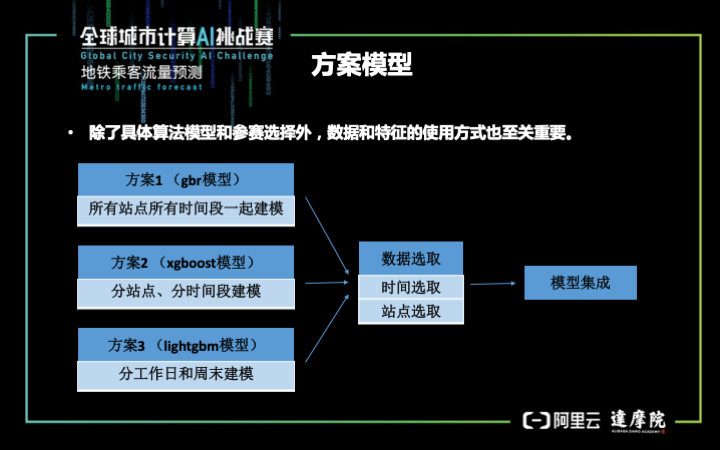 全球城市计算AI挑战赛
Global City Security AI Challenge
地铁乘客流量预测
Metro traffic forecast
方案模型
• 除了具体算法模型和参赛选择外，数据和特征的使用方式也至关重要。
方案1 （gbr模型）
所有站点所有时间段一起建模
方案2 （xgboost模型）
分站点、分时间段建模
方案3 （lightgbm模型）
分工作日和周末建模
数据选取
时间选取
站点选取
模型集成
阿里云
達摩院
ALIBABA DAMO ACADEMY